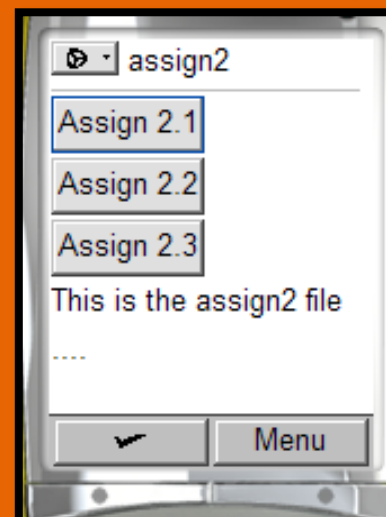 assign2
Assign 2.1
Assign 2.2
Assign 2.3
This is the assign2 file
----
Menu